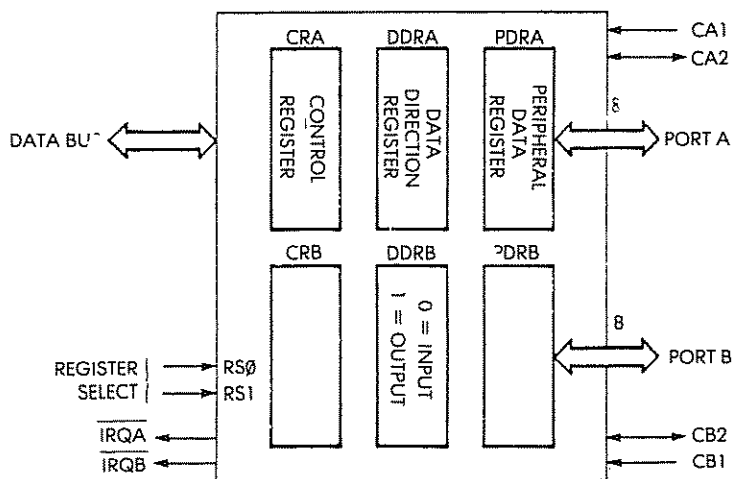 CRA
DDRA
PDRA
CONTROL
REGISTER
DATA
DIRECTION
REGISTER
PERIPHERAL
DATA
REGISTER
CA1
CA2
DATA
8
PORT A
CRB
DDRB
0 = INPUT
1 = OUTPUT
8
PORT B
REGISTER
SELECT
RSØ
RS1
IRQA
IRQB
CB2
CB1